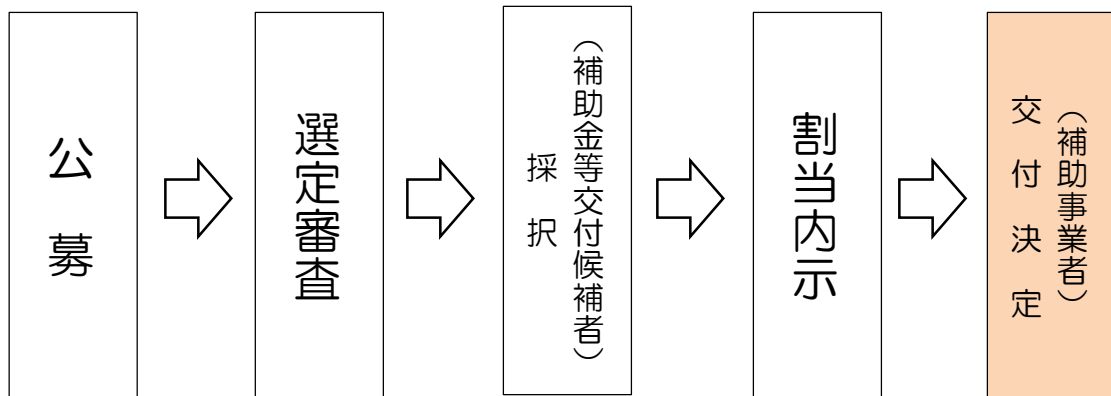 公募
選定審査
（補助金等交付候補者）
採択
割当内示
（補助事業者）
交付決定